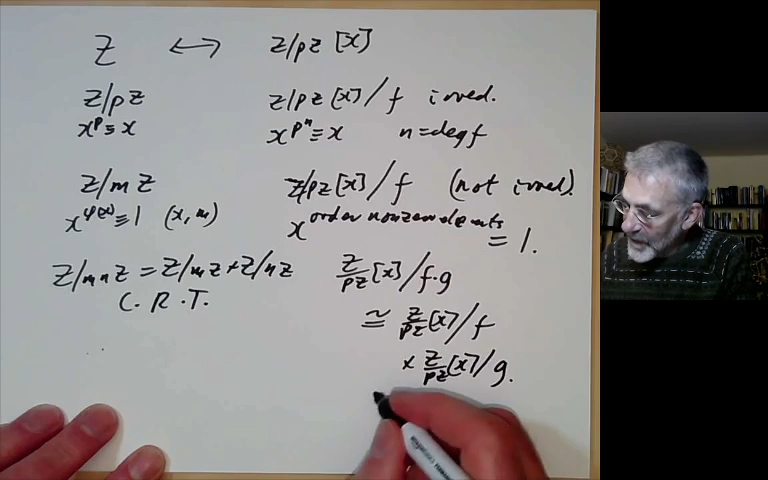 Z ↔ Z/pZ [x]
Z/pZ Z/pZ [x]/f irred.
x^p ≡ x x^{p^n} ≡ x n = deg f
Z/mZ Z/pZ[x]/f (not irred).
x^{φ(x)} ≡ 1 (x, m) x^{order nonzero elements} = 1.
Z/mnZ = Z/mZ × Z/nZ Z/pZ [x]/f·g
C.R.T. ≅ Z/pZ [x]/f
× Z/pZ [x]/g.